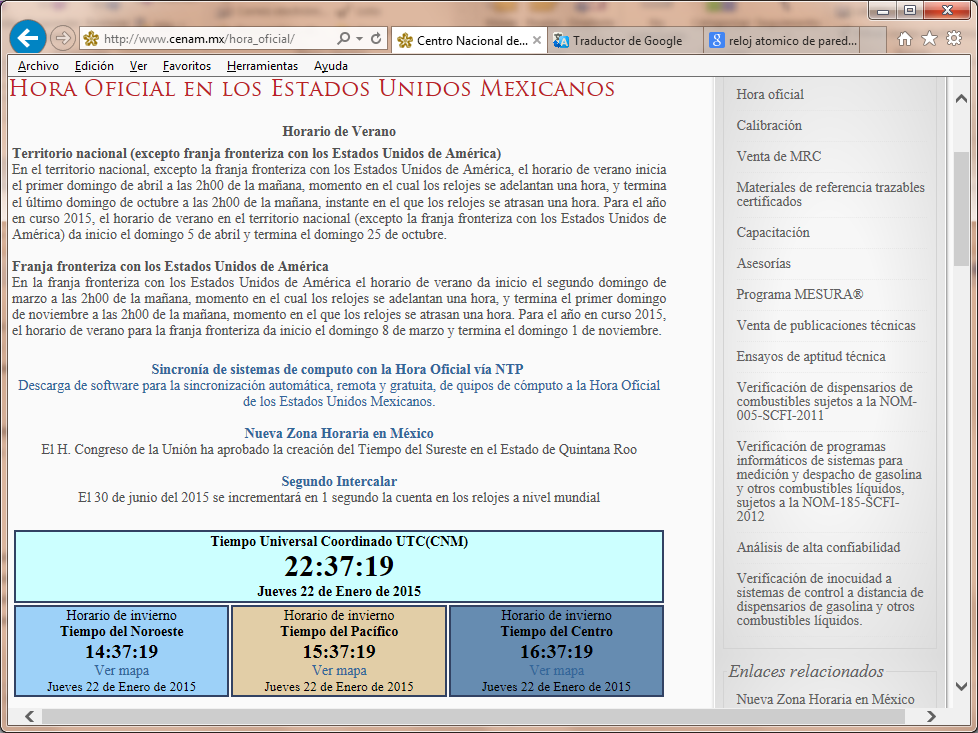 http://www.cenam.mx/hora_oficial/
Centro Nacional de...
Traductor de Google
reloj atomico de pared...
Archivo Edición Ver Favoritos Herramientas Ayuda
Hora Oficial en los Estados Unidos Mexicanos
Horario de Verano
Territorio nacional (excepto franja fronteriza con los Estados Unidos de América)
En el territorio nacional, excepto la franja fronteriza con los Estados Unidos de América, el horario de verano inicia
el primer domingo de abril a las 2h00 de la mañana, momento en el cual los relojes se adelantan una hora, y termina
el último domingo de octubre a las 2h00 de la mañana, instante en el que los relojes se atrasan una hora. Para el año
en curso 2015, el horario de verano en el territorio nacional (excepto la franja fronteriza con los Estados Unidos de
América) da inicio el domingo 5 de abril y termina el domingo 25 de octubre.
Franja fronteriza con los Estados Unidos de América
En la franja fronteriza con los Estados Unidos de América el horario de verano da inicio el segundo domingo de
marzo a las 2h00 de la mañana, momento en el cual los relojes se adelantan una hora, y termina el primer domingo
de noviembre a las 2h00 de la mañana, momento en el que los relojes se atrasan una hora. Para el año en curso 2015,
el horario de verano para la franja fronteriza da inicio el domingo 8 de marzo y termina el domingo 1 de noviembre.
Sincronía de sistemas de computo con la Hora Oficial vía NTP
Descarga de software para la sincronización automática, remota y gratuita, de quipos de cómputo a la Hora Oficial
de los Estados Unidos Mexicanos.
Nueva Zona Horaria en México
El H. Congreso de la Unión ha aprobado la creación del Tiempo del Sureste en el Estado de Quintana Roo
Segundo Intercalar
El 30 de junio del 2015 se incrementará en 1 segundo la cuenta en los relojes a nivel mundial
Tiempo Universal Coordinado UTC(CNM)
22:37:19
Jueves 22 de Enero de 2015
Horario de invierno
Tiempo del Noroeste
14:37:19
Ver mapa
Jueves 22 de Enero de 2015
Horario de invierno
Tiempo del Pacífico
15:37:19
Ver mapa
Jueves 22 de Enero de 2015
Horario de invierno
Tiempo del Centro
16:37:19
Ver mapa
Jueves 22 de Enero de 2015
Hora oficial
Calibración
Venta de MRC
Materiales de referencia trazables
certificados
Capacitación
Asesorías
Programa MESURA®
Venta de publicaciones técnicas
Ensayos de aptitud técnica
Verificación de dispensarios de
combustibles sujetos a la NOM-
005-SCFI-2011
Verificación de programas
informáticos de sistemas para
medición y despacho de gasolina
y otros combustibles líquidos,
sujetos a la NOM-185-SCFI-
2012
Análisis de alta confiabilidad
Verificación de inocuidad a
sistemas de control a distancia de
dispensarios de gasolina y otros
combustibles líquidos.
Enlaces relacionados
Nueva Zona Horaria en México